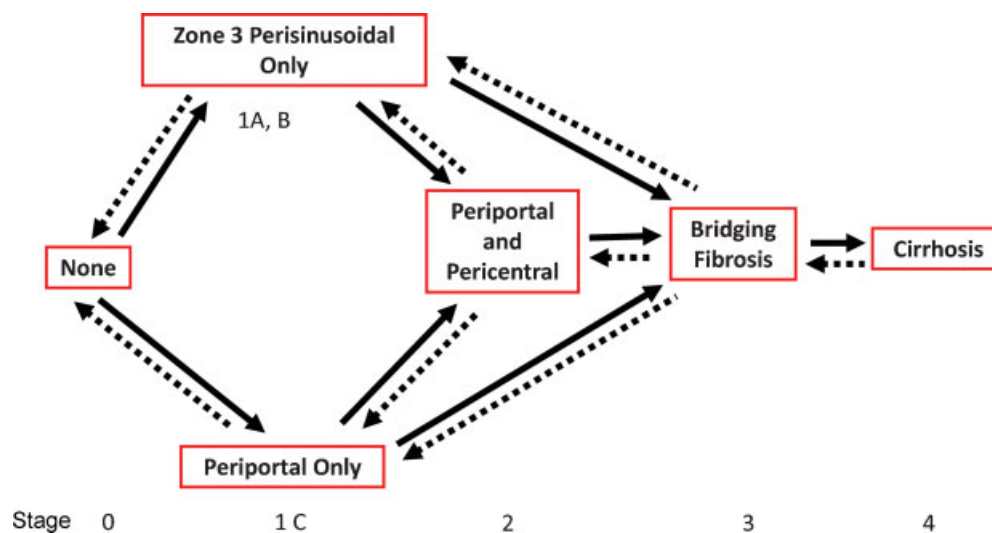 Zone 3 Perisinusoidal
Only
1A, B
Periportal
and
Pericentral
Bridging
Fibrosis
Cirrhosis
None
Periportal Only
Stage 0 1 C 2 3 4